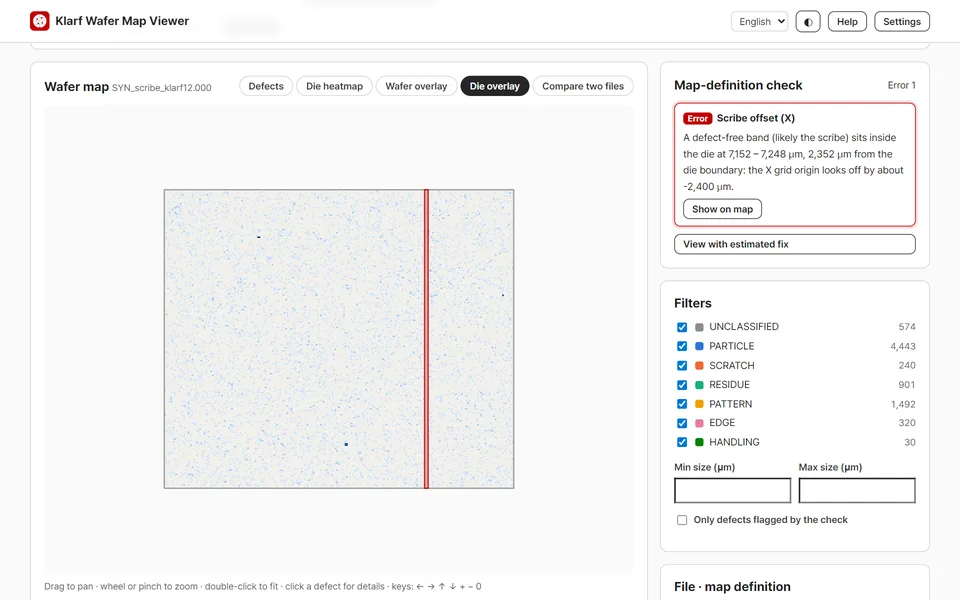 Klarf Wafer Map Viewer
English
Help
Settings
Wafer map SYN_scribe_klarf12.000
Defects
Die heatmap
Wafer overlay
Die overlay
Compare two files
Drag to pan · wheel or pinch to zoom · double-click to fit · click a defect for details · keys: ← → ↑ ↓ + − 0
Map-definition check
Error 1
Error Scribe offset (X)
A defect-free band (likely the scribe) sits inside
the die at 7,152 – 7,248 µm, 2,352 µm from the
die boundary: the X grid origin looks off by about
-2,400 µm.
Show on map
View with estimated fix
Filters
UNCLASSIFIED 574
PARTICLE 4,443
SCRATCH 240
RESIDUE 901
PATTERN 1,492
EDGE 320
HANDLING 30
Min size (µm) Max size (µm)
Only defects flagged by the check
File · map definition